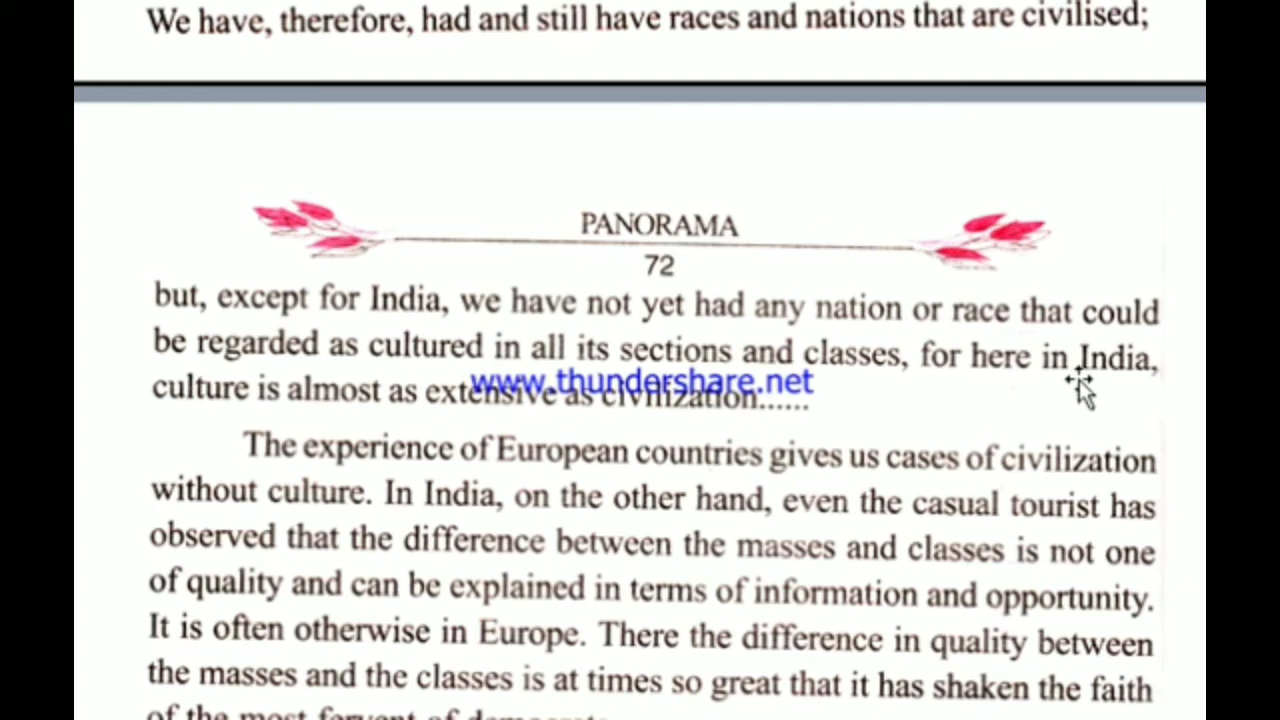 We have, therefore, had and still have races and nations that are civilised;
PANORAMA
72
but, except for India, we have not yet had any nation or race that could
be regarded as cultured in all its sections and classes, for here in India,
www.thundershare.net
culture is almost as extensive as civilization......
The experience of European countries gives us cases of civilization
without culture. In India, on the other hand, even the casual tourist has
observed that the difference between the masses and classes is not one
of quality and can be explained in terms of information and opportunity.
It is often otherwise in Europe. There the difference in quality between
the masses and the classes is at times so great that it has shaken the faith
of the most fervent of